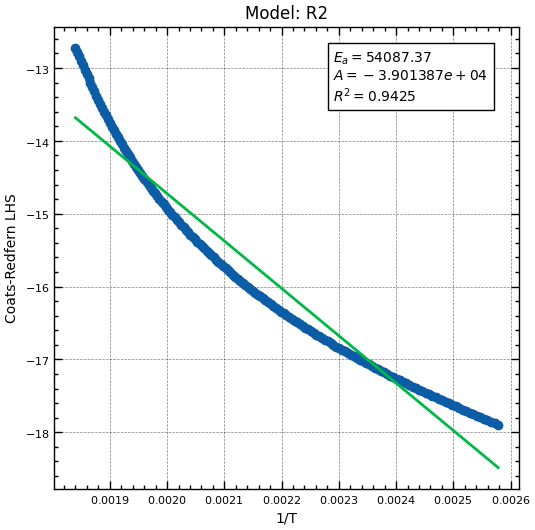 Model: R2
E_a = 54087.37
A = −3.901387e + 04
R^2 = 0.9425
Coats-Redfern LHS
−13
−14
−15
−16
−17
−18
0.0019 0.0020 0.0021 0.0022 0.0023 0.0024 0.0025 0.0026
1/T